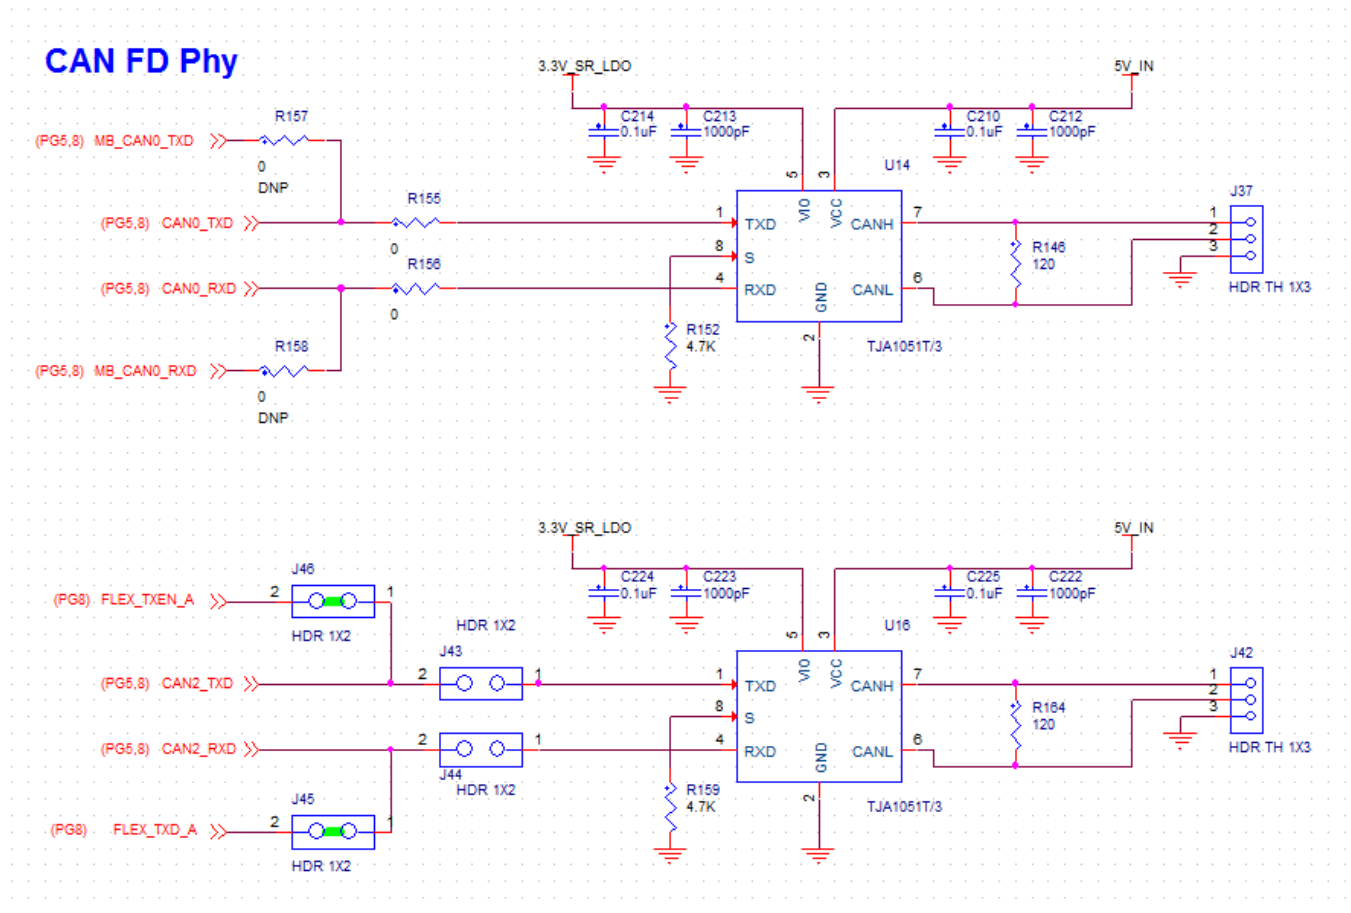 CAN FD Phy
3.3V_SR_LDO
5V_IN
C214
0.1uF
C213
1000pF
C210
0.1uF
C212
1000pF
R157
(PG5,8) MB_CAN0_TXD
0
DNP
U14
5
3
VIO
VCC
J37
R155
(PG5,8) CAN0_TXD
0
1
TXD
CANH
7
1
2
3
8
S
R146
120
R156
(PG5,8) CAN0_RXD
0
4
RXD
GND
CANL
6
HDR TH 1X3
2
R152
4.7K
TJA1051T/3
R158
(PG5,8) MB_CAN0_RXD
0
DNP
3.3V_SR_LDO
5V_IN
C224
0.1uF
C223
1000pF
C225
0.1uF
C222
1000pF
J46
(PG8) FLEX_TXEN_A
2
1
HDR 1X2
HDR 1X2
U16
5
3
VIO
VCC
J42
J43
(PG5,8) CAN2_TXD
2
1
1
TXD
CANH
7
1
2
3
8
S
R164
120
(PG5,8) CAN2_RXD
2
1
4
RXD
GND
CANL
6
HDR TH 1X3
J44
HDR 1X2
2
R159
4.7K
TJA1051T/3
J45
(PG8) FLEX_TXD_A
2
1
HDR 1X2